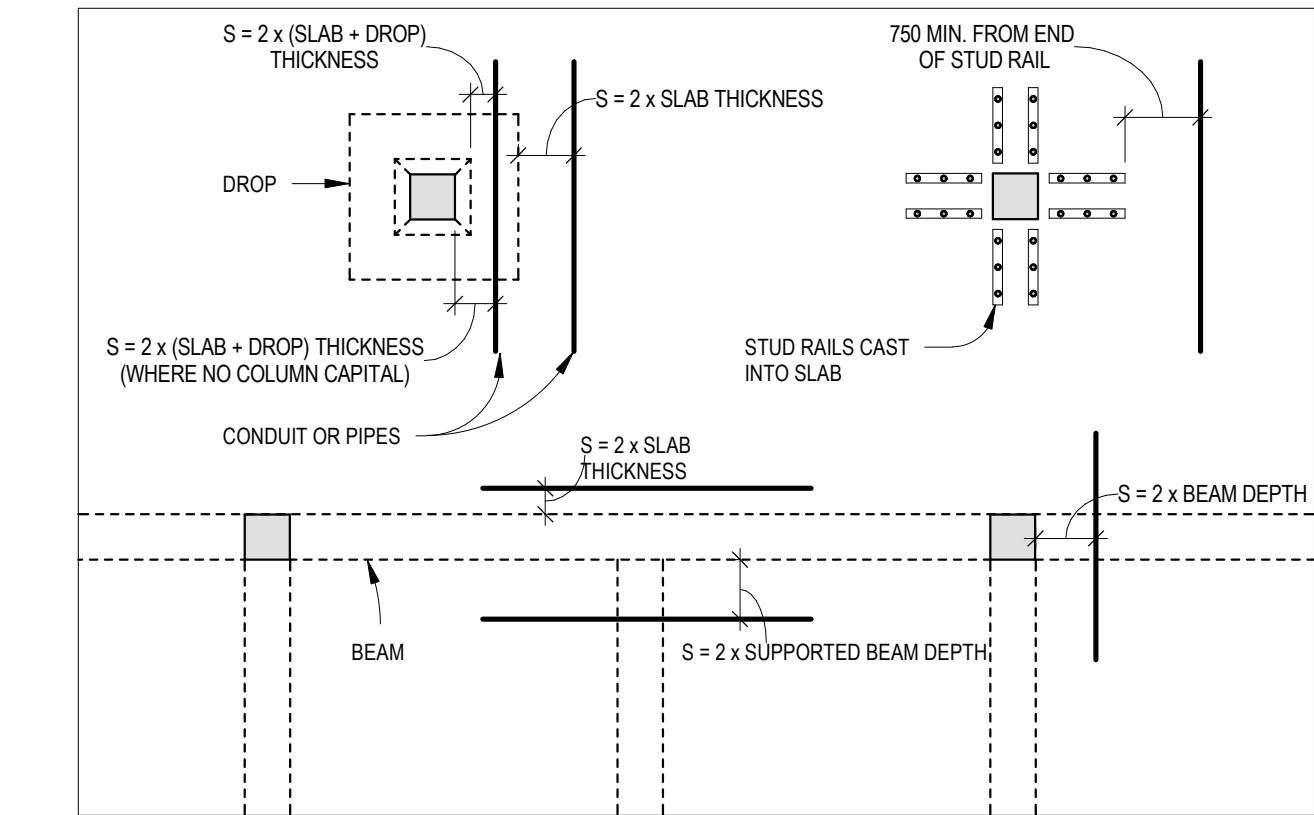 S = 2 x (SLAB + DROP)
THICKNESS
750 MIN. FROM END
OF STUD RAIL
S = 2 x SLAB THICKNESS
DROP
S = 2 x (SLAB + DROP) THICKNESS
(WHERE NO COLUMN CAPITAL)
STUD RAILS CAST
INTO SLAB
CONDUIT OR PIPES
S = 2 x SLAB
THICKNESS
S = 2 x BEAM DEPTH
BEAM
S = 2 x SUPPORTED BEAM DEPTH